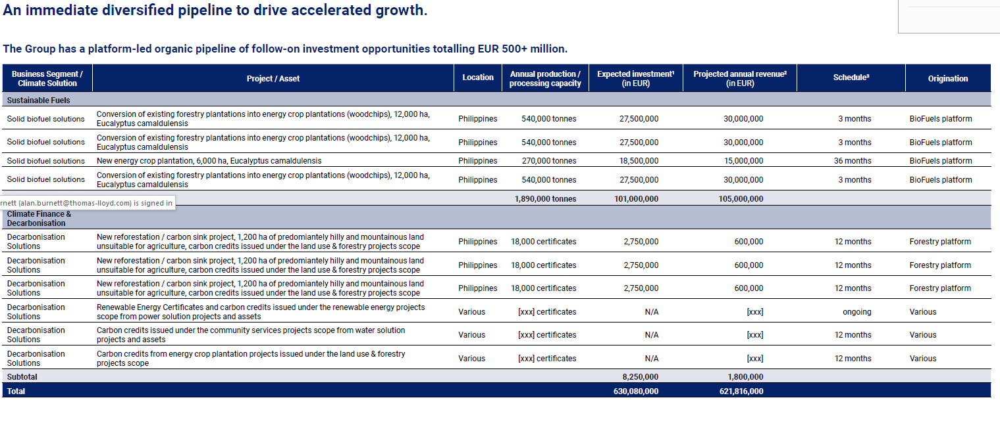 An immediate diversified pipeline to drive accelerated growth.
The Group has a platform-led organic pipeline of follow-on investment opportunities totalling EUR 500+ million.
Business Segment / Climate Solution Project / Asset Location Annual production / processing capacity Expected investment¹ (in EUR) Projected annual revenue² (in EUR) Schedule³ Origination
Sustainable Fuels
Solid biofuel solutions Conversion of existing forestry plantations into energy crop plantations (woodchips), 12,000 ha, Eucalyptus camaldulensis Philippines 540,000 tonnes 27,500,000 30,000,000 3 months BioFuels platform
Solid biofuel solutions Conversion of existing forestry plantations into energy crop plantations (woodchips), 12,000 ha, Eucalyptus camaldulensis Philippines 540,000 tonnes 27,500,000 30,000,000 3 months BioFuels platform
Solid biofuel solutions New energy crop plantation, 6,000 ha, Eucalyptus camaldulensis Philippines 270,000 tonnes 18,500,000 15,000,000 36 months BioFuels platform
Solid biofuel solutions Conversion of existing forestry plantations into energy crop plantations (woodchips), 12,000 ha, Eucalyptus camaldulensis Philippines 540,000 tonnes 27,500,000 30,000,000 3 months BioFuels platform
1,890,000 tonnes 101,000,000 105,000,000
rnett (alan.burnett@thomas-lloyd.com) is signed in
Climate Finance & Decarbonisation
Decarbonisation Solutions New reforestation / carbon sink project, 1,200 ha of predomiantely hilly and mountainous land unsuitable for agriculture, carbon credits issued under the land use & forestry projects scope Philippines 18,000 certificates 2,750,000 600,000 12 months Forestry platform
Decarbonisation Solutions New reforestation / carbon sink project, 1,200 ha of predomiantely hilly and mountainous land unsuitable for agriculture, carbon credits issued under the land use & forestry projects scope Philippines 18,000 certificates 2,750,000 600,000 12 months Forestry platform
Decarbonisation Solutions New reforestation / carbon sink project, 1,200 ha of predomiantely hilly and mountainous land unsuitable for agriculture, carbon credits issued under the land use & forestry projects scope Philippines 18,000 certificates 2,750,000 600,000 12 months Forestry platform
Decarbonisation Solutions Renewable Energy Certificates and carbon credits issued under the renewable energy projects scope from power solution projects and assets Various [xxx] certificates N/A [xxx] ongoing Various
Decarbonisation Solutions Carbon credits issued under the community services projects scope from water solution projects and assets Various [xxx] certificates N/A [xxx] 12 months Various
Decarbonisation Solutions Carbon credits from energy crop plantation projects issued under the land use & forestry projects scope Various [xxx] certificates N/A [xxx] 12 months Various
Subtotal 8,250,000 1,800,000
Total 630,080,000 621,816,000